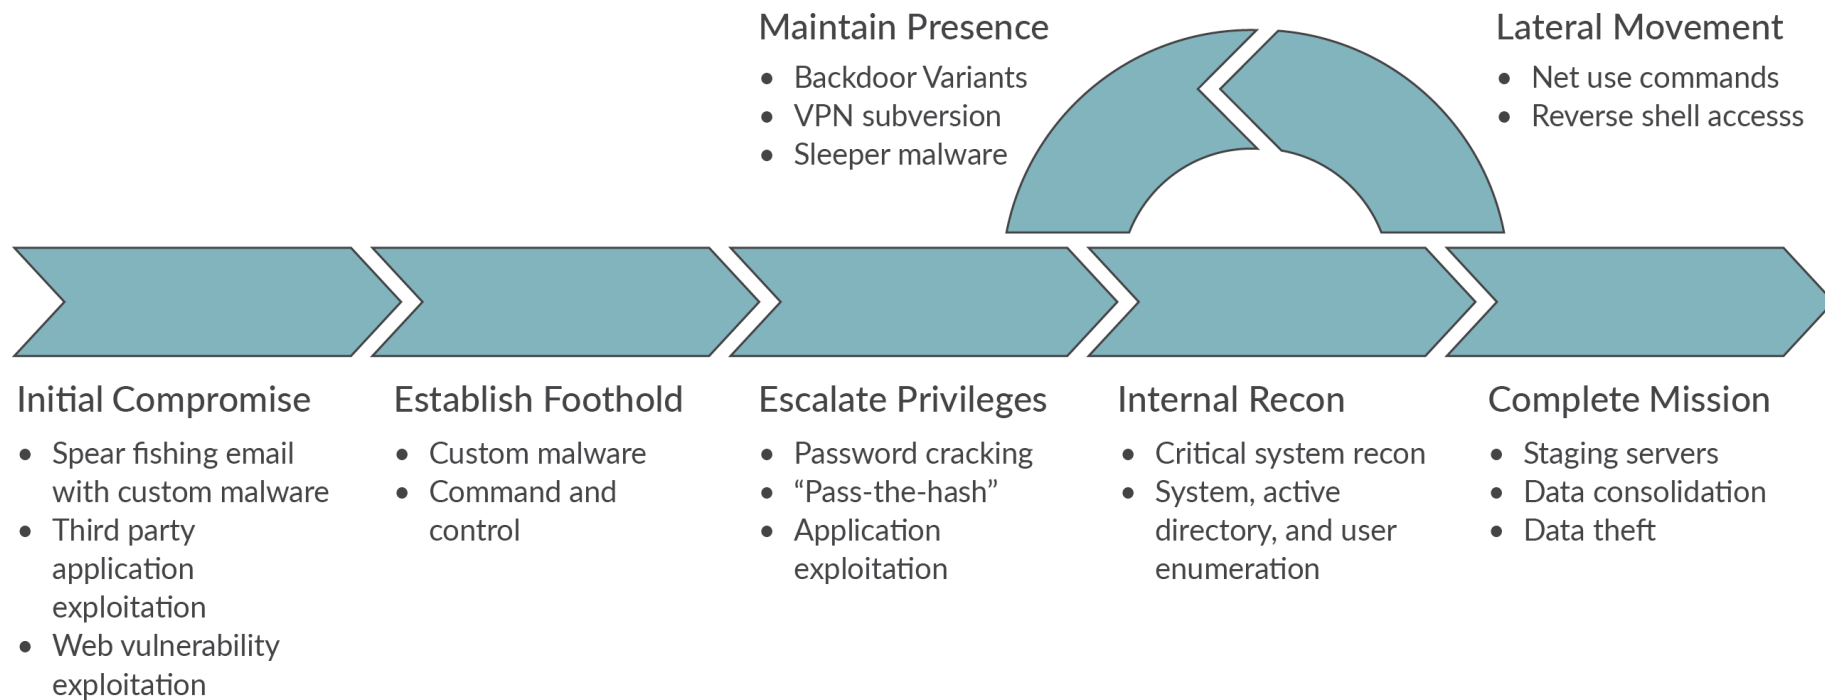 Maintain Presence
• Backdoor Variants
• VPN subversion
• Sleeper malware
Lateral Movement
• Net use commands
• Reverse shell accesss
Initial Compromise
• Spear fishing email
with custom malware
• Third party
application
exploitation
• Web vulnerability
exploitation
Establish Foothold
• Custom malware
• Command and
control
Escalate Privileges
• Password cracking
• “Pass-the-hash”
• Application
exploitation
Internal Recon
• Critical system recon
• System, active
directory, and user
enumeration
Complete Mission
• Staging servers
• Data consolidation
• Data theft